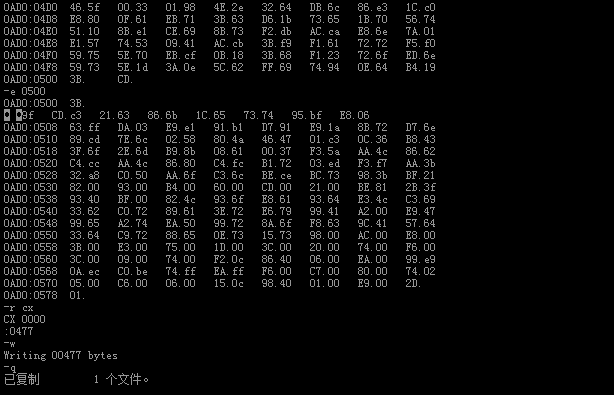 0AD0:04D0  46.5f   00.33   01.98   4E.2e   32.64   DB.6c   86.e3   1C.c0
0AD0:04D8  E8.80   0F.61   EB.71   3B.63   D6.1b   73.65   1B.70   56.74
0AD0:04E0  51.10   8B.e1   CE.69   8B.73   F2.db   AC.ca   E8.6e   7A.01
0AD0:04E8  E1.57   74.53   09.41   AC.cb   3B.f9   F1.61   72.72   F5.f0
0AD0:04F0  59.75   5E.70   EB.cf   0B.18   3B.68   F1.23   72.6f   ED.6e
0AD0:04F8  59.73   5E.1d   3A.0e   5C.62   FF.69   74.94   0E.64   B4.19
0AD0:0500  3B.     CD.
-e 0500
0AD0:0500  3B.
9f   CD.c3   21.63   86.6b   1C.65   73.74   95.bf   E8.06
0AD0:0508  63.ff   DA.03   E9.e1   91.b1   D7.91   E9.1a   8B.72   D7.6e
0AD0:0510  89.cd   7E.6c   02.58   80.4a   46.47   01.c3   0C.36   B8.43
0AD0:0518  3F.6f   2E.6d   B9.8b   08.61   00.37   F3.5a   AA.4c   86.62
0AD0:0520  C4.cc   AA.4c   86.80   C4.fc   B1.72   03.ed   F3.f7   AA.3b
0AD0:0528  32.a8   C0.50   AA.6f   C3.6c   BE.ce   BC.73   98.3b   BF.21
0AD0:0530  82.00   93.00   B4.00   60.00   CD.00   21.00   BE.81   2B.3f
0AD0:0538  93.40   BF.00   82.4c   93.6f   E8.61   93.64   E3.4c   C3.69
0AD0:0540  33.62   C0.72   89.61   3E.72   E6.79   99.41   A2.00   E9.47
0AD0:0548  99.65   A2.74   EA.50   99.72   8A.6f   F8.63   9C.41   57.64
0AD0:0550  33.64   C9.72   88.65   0E.73   15.73   98.00   AC.00   E8.00
0AD0:0558  3B.00   E3.00   75.00   1D.00   3C.00   20.00   74.00   F6.00
0AD0:0560  3C.00   09.00   74.00   F2.0c   86.40   06.00   EA.00   99.e9
0AD0:0568  0A.ec   C0.be   74.ff   EA.ff   F6.00   C7.00   80.00   74.02
0AD0:0570  05.00   C6.00   06.00   15.0c   98.40   01.00   E9.00   2D.
0AD0:0578  01.
-r cx
CX 0000
:0477
-w
Writing 00477 bytes
-q
已复制         1 个文件。